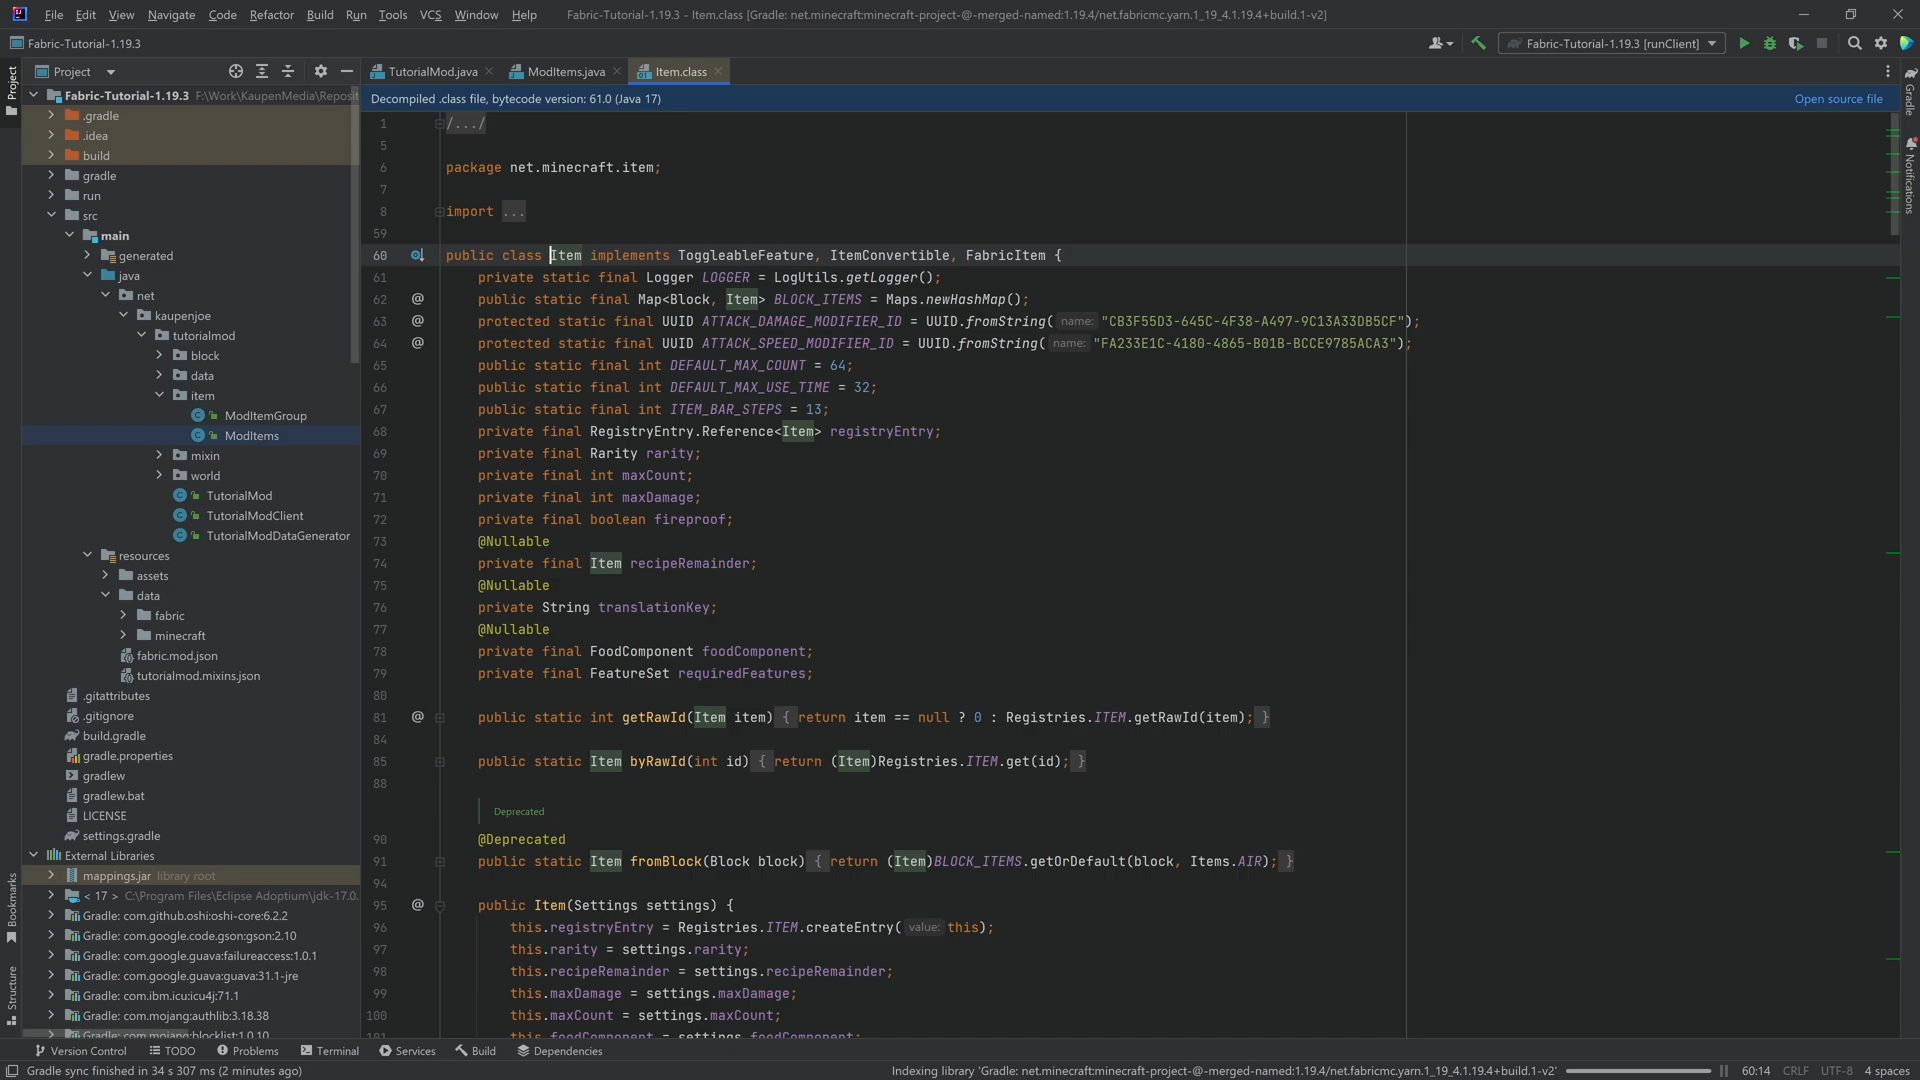 File Edit View Navigate Code Refactor Build Run Tools VCS Window Help Fabric-Tutorial-1.19.3 - Item.class [Gradle: net.minecraft:minecraft-project-@-merged-named:1.19.4/net.fabricmc.yarn.1_19_4.1.19.4+build.1-v2]
Fabric-Tutorial-1.19.3
Fabric-Tutorial-1.19.3 [runClient]
Project
TutorialMod.java
ModItems.java
Item.class
Decompiled .class file, bytecode version: 61.0 (Java 17)
Open source file
Project
Bookmarks
Structure
Gradle
Notifications
Fabric-Tutorial-1.19.3 F:\Work\KaupenMedia\Reposit
.gradle
.idea
build
gradle
run
src
main
generated
java
net
kaupenjoe
tutorialmod
block
data
item
ModItemGroup
ModItems
mixin
world
TutorialMod
TutorialModClient
TutorialModDataGenerator
resources
assets
data
fabric
minecraft
fabric.mod.json
tutorialmod.mixins.json
.gitattributes
.gitignore
build.gradle
gradle.properties
gradlew
gradlew.bat
LICENSE
settings.gradle
External Libraries
mappings.jar library root
< 17 > C:\Program Files\Eclipse Adoptium\jdk-17.0.
Gradle: com.github.oshi:oshi-core:6.2.2
Gradle: com.google.code.gson:gson:2.10
Gradle: com.google.guava:failureaccess:1.0.1
Gradle: com.google.guava:guava:31.1-jre
Gradle: com.ibm.icu:icu4j:71.1
Gradle: com.mojang:authlib:3.18.38
Gradle: com.mojang:blocklist:1.0.10
1 /.../
5
6 package net.minecraft.item;
7
8 import ...
59
60 public class Item implements ToggleableFeature, ItemConvertible, FabricItem {
61 private static final Logger LOGGER = LogUtils.getLogger();
62 @ public static final Map<Block, Item> BLOCK_ITEMS = Maps.newHashMap();
63 @ protected static final UUID ATTACK_DAMAGE_MODIFIER_ID = UUID.fromString( name: "CB3F55D3-645C-4F38-A497-9C13A33DB5CF");
64 @ protected static final UUID ATTACK_SPEED_MODIFIER_ID = UUID.fromString( name: "FA233E1C-4180-4865-B01B-BCCE9785ACA3");
65 public static final int DEFAULT_MAX_COUNT = 64;
66 public static final int DEFAULT_MAX_USE_TIME = 32;
67 public static final int ITEM_BAR_STEPS = 13;
68 private final RegistryEntry.Reference<Item> registryEntry;
69 private final Rarity rarity;
70 private final int maxCount;
71 private final int maxDamage;
72 private final boolean fireproof;
73 @Nullable
74 private final Item recipeRemainder;
75 @Nullable
76 private String translationKey;
77 @Nullable
78 private final FoodComponent foodComponent;
79 private final FeatureSet requiredFeatures;
80
81 @ public static int getRawId(Item item) { return item == null ? 0 : Registries.ITEM.getRawId(item); }
84
85 public static Item byRawId(int id) { return (Item)Registries.ITEM.get(id); }
88
Deprecated
90 @Deprecated
91 public static Item fromBlock(Block block) { return (Item)BLOCK_ITEMS.getOrDefault(block, Items.AIR); }
94
95 @ public Item(Settings settings) {
96 this.registryEntry = Registries.ITEM.createEntry( value: this);
97 this.rarity = settings.rarity;
98 this.recipeRemainder = settings.recipeRemainder;
99 this.maxDamage = settings.maxDamage;
100 this.maxCount = settings.maxCount;
101 this.foodComponent = settings.foodComponent;
Version Control TODO Problems Terminal Services Build Dependencies
Gradle sync finished in 34 s 307 ms (2 minutes ago)
Indexing library 'Gradle: net.minecraft:minecraft-project-@-merged-named:1.19.4/net.fabricmc.yarn.1_19_4.1.19.4+build.1-v2'
60:14 CRLF UTF-8 4 spaces